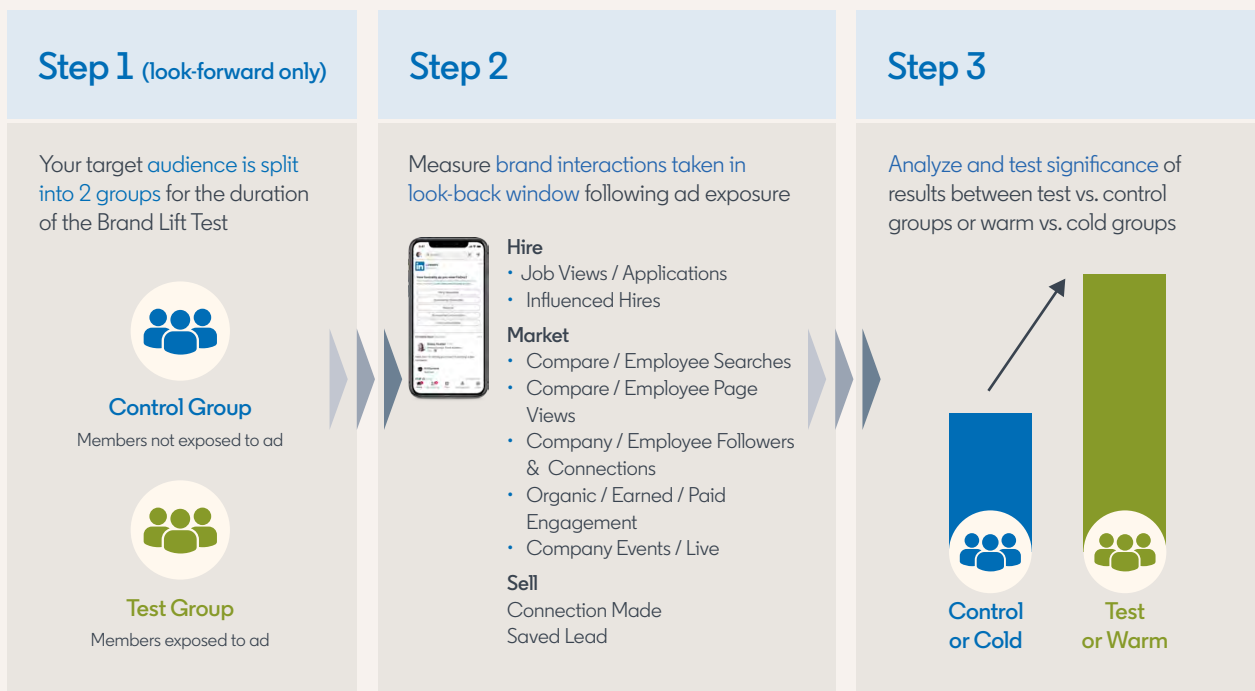 Step 1 (look-forward only)
Your target audience is split
into 2 groups for the duration
of the Brand Lift Test
Control Group
Members not exposed to ad
Test Group
Members exposed to ad
Step 2
Measure brand interactions taken in
look-back window following ad exposure
Hire
• Job Views / Applications
• Influenced Hires
Market
• Compare / Employee Searches
• Compare / Employee Page
Views
• Company / Employee Followers
& Connections
• Organic / Earned / Paid
Engagement
• Company Events / Live
Sell
Connection Made
Saved Lead
Step 3
Analyze and test significance of
results between test vs. control
groups or warm vs. cold groups
Control
or Cold
Test
or Warm